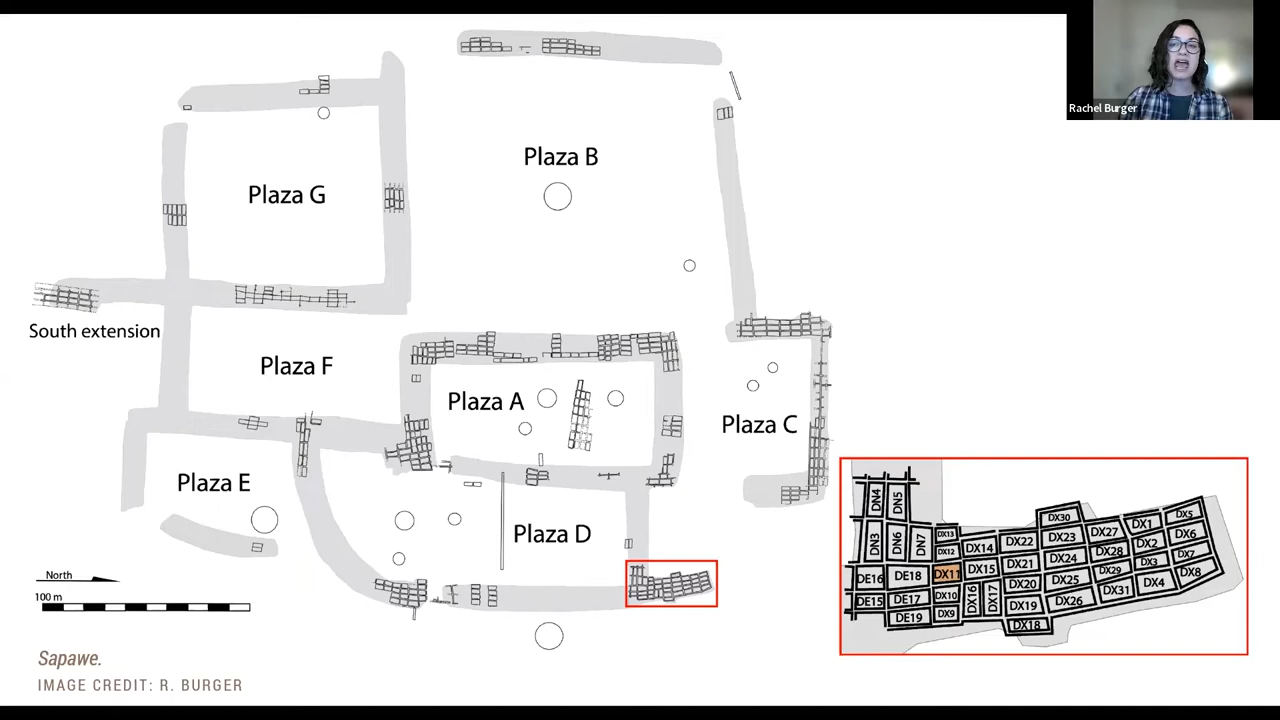 Rachel Burger
Plaza B
Plaza G
South extension
Plaza F
Plaza A
Plaza C
Plaza E
Plaza D
North
100 m
DN4
DN5
DN3
DN6
DN7
DX13
DX12
DX14
DX22
DX30
DX23
DX27
DX1
DX5
DE16
DE18
DX11
DX15
DX21
DX24
DX28
DX2
DX6
DE15
DE17
DX10
DX16
DX17
DX20
DX25
DX29
DX3
DX7
DE19
DX9
DX19
DX26
DX31
DX4
DX8
DX18
Sapawe.
IMAGE CREDIT: R. BURGER